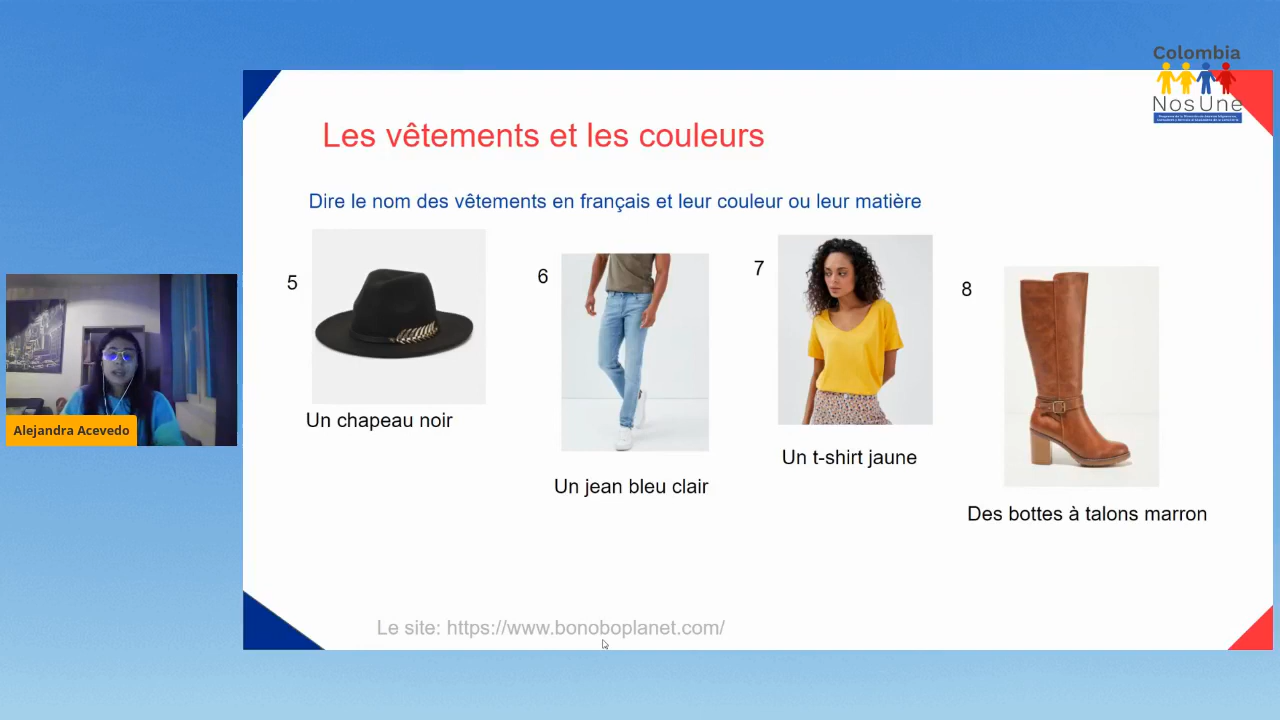 Colombia
NosUne
Les vêtements et les couleurs
Dire le nom des vêtements en français et leur couleur ou leur matière
5
6
7
8
Un chapeau noir
Un jean bleu clair
Un t-shirt jaune
Des bottes à talons marron
Alejandra Acevedo
Le site: https://www.bonoboplanet.com/